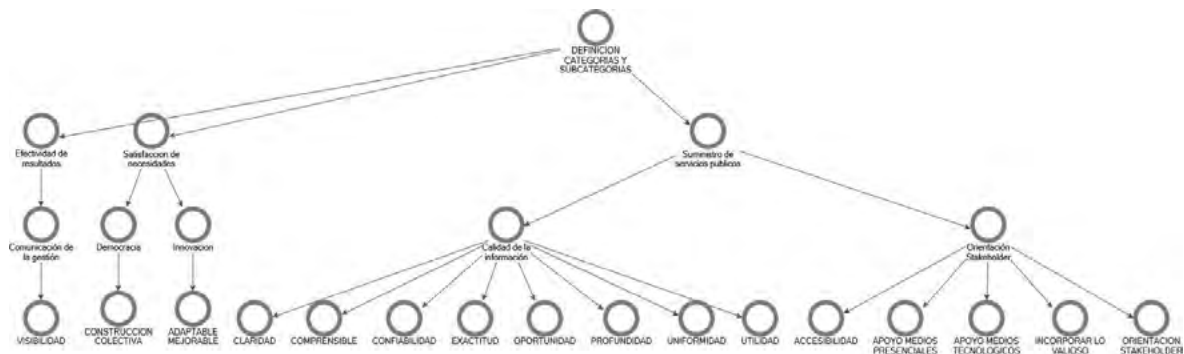 DEFINICION
CATEGORIAS Y
SUBCATEGORIAS
Efectividad de
resultados
Satisfaccion de
necesidades
Suministro de
servicios publicos
Comunicación de
la gestión
Democracia
Innovacion
Calidad de la
información
Orientación
Stakeholder
VISIBILIDAD
CONSTRUCCION
COLECTIVA
ADAPTABLE
MEJORABLE
CLARIDAD
COMPRENSIBLE
CONFIABILIDAD
EXACTITUD
OPORTUNIDAD
PROFUNDIDAD
UNIFORMIDAD
UTILIDAD
ACCESIBILIDAD
APOYO MEDIOS
PRESENCIALES
APOYO MEDIOS
TECNOLOGICOS
INCORPORAR LO
VALIOSO
ORIENTACION
STAKEHOLDER